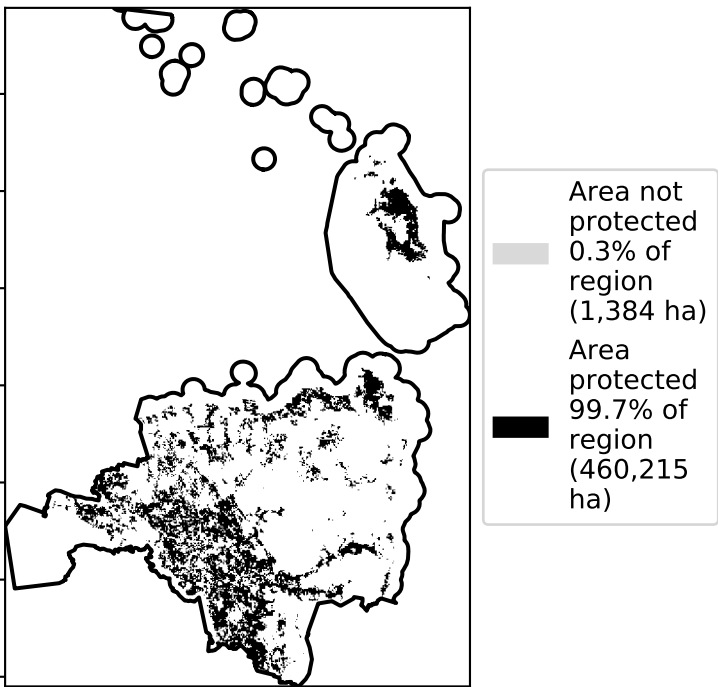 Area not
protected
0.3% of
region
(1,384 ha)
Area
protected
99.7% of
region
(460,215
ha)